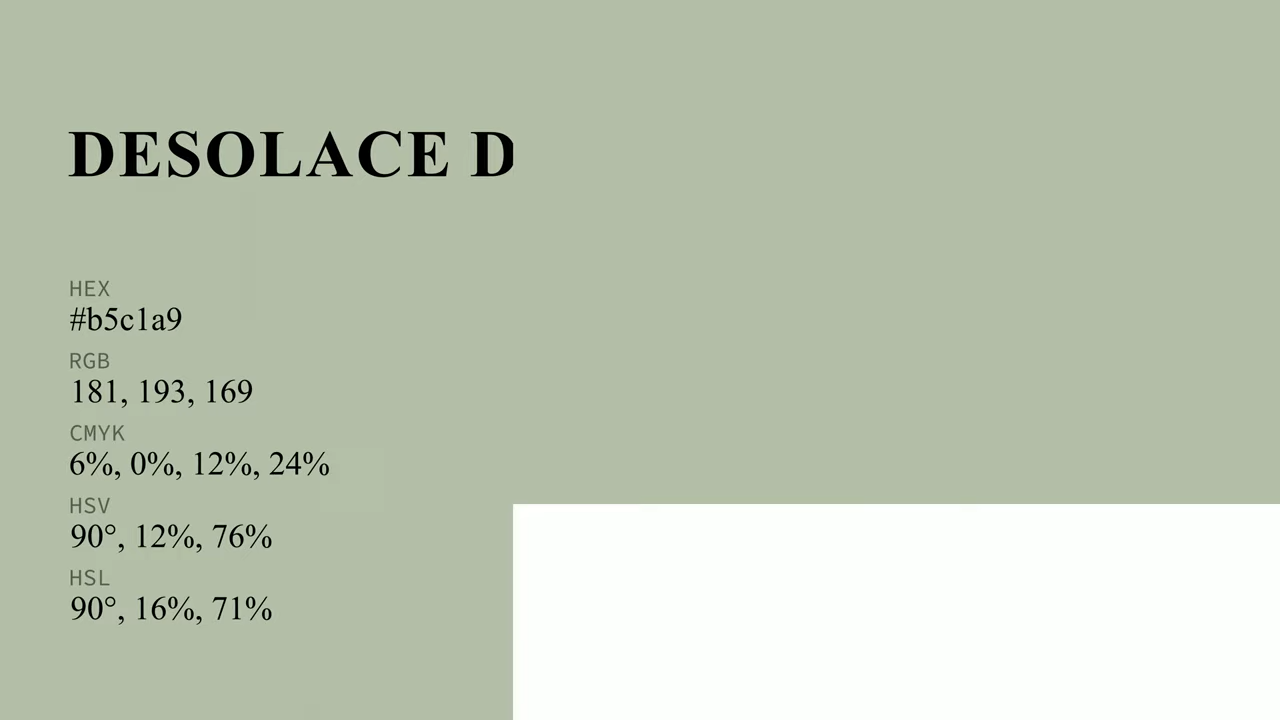 DESOLACE D
HEX
#b5c1a9
RGB
181, 193, 169
CMYK
6%, 0%, 12%, 24%
HSV
90°, 12%, 76%
HSL
90°, 16%, 71%